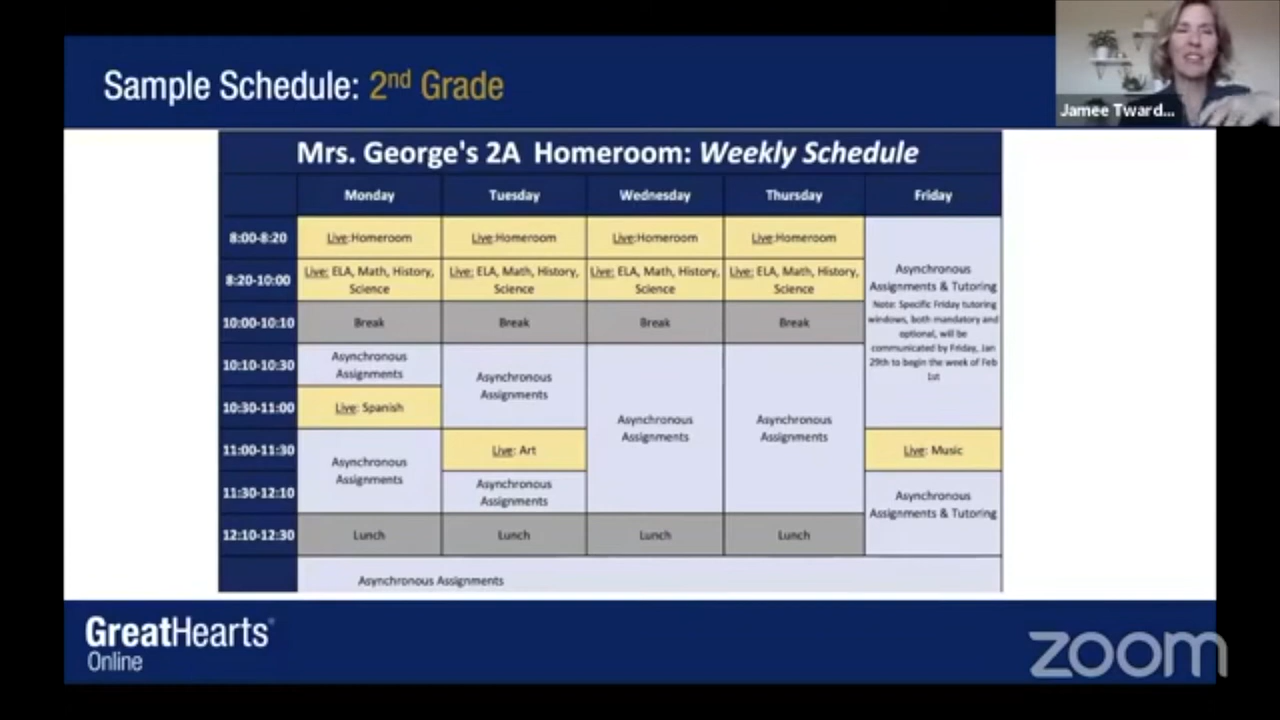 Jamee Tward...
Sample Schedule: 2nd Grade
Mrs. George's 2A Homeroom: Weekly Schedule
Monday Tuesday Wednesday Thursday Friday
8:00-8:20 Live:Homeroom Live:Homeroom Live:Homeroom Live:Homeroom
8:20-10:00 Live: ELA, Math, History, Science Live: ELA, Math, History, Science Live: ELA, Math, History, Science Live: ELA, Math, History, Science
Asynchronous
Assignments & Tutoring
Note: Specific Friday tutoring
windows, both mandatory and
optional, will be
communicated by Friday, Jan
29th to begin the week of Feb
1st
10:00-10:10 Break Break Break Break
10:10-10:30 Asynchronous Assignments Asynchronous Assignments
10:30-11:00 Live: Spanish Asynchronous Assignments Asynchronous Assignments
11:00-11:30 Asynchronous Assignments Live: Art Live: Music
11:30-12:10 Asynchronous Assignments Asynchronous Assignments & Tutoring
12:10-12:30 Lunch Lunch Lunch Lunch
Asynchronous Assignments
GreatHearts®
Online
zoom